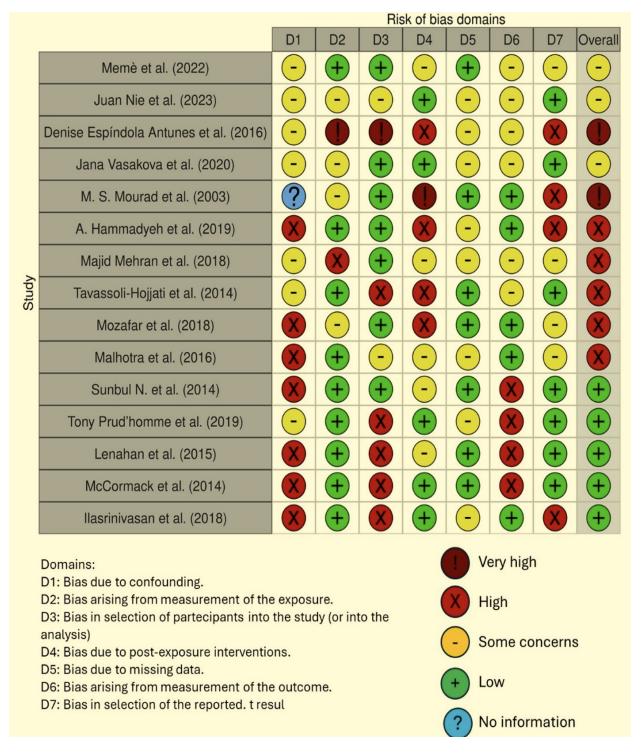 Risk of bias domains
D1 D2 D3 D4 D5 D6 D7 Overall
Study
Memè et al. (2022) - + + - + - - -
Juan Nie et al. (2023) - - - + - - + -
Denise Espíndola Antunes et al. (2016) - ! ! X - - X !
Jana Vasakova et al. (2020) - - + + - - + -
M. S. Mourad et al. (2003) ? - + ! + + X !
A. Hammadyeh et al. (2019) X + + X - + X X
Majid Mehran et al. (2018) - X + - - - - X
Tavassoli-Hojjati et al. (2014) - + X X + - + X
Mozafar et al. (2018) X - + X + + - X
Malhotra et al. (2016) X + - - - + - X
Sunbul N. et al. (2014) X + + - + X + +
Tony Prud'homme et al. (2019) - + X + - X + +
Lenahan et al. (2015) X + X - + X + +
McCormack et al. (2014) X + X + + X + +
Ilasrinivasan et al. (2018) X + X + - + X +
Domains:
D1: Bias due to confounding.
D2: Bias arising from measurement of the exposure.
D3: Bias in selection of partecipants into the study (or into the
analysis)
D4: Bias due to post-exposure interventions.
D5: Bias due to missing data.
D6: Bias arising from measurement of the outcome.
D7: Bias in selection of the reported. t resul
! Very high
X High
- Some concerns
+ Low
? No information